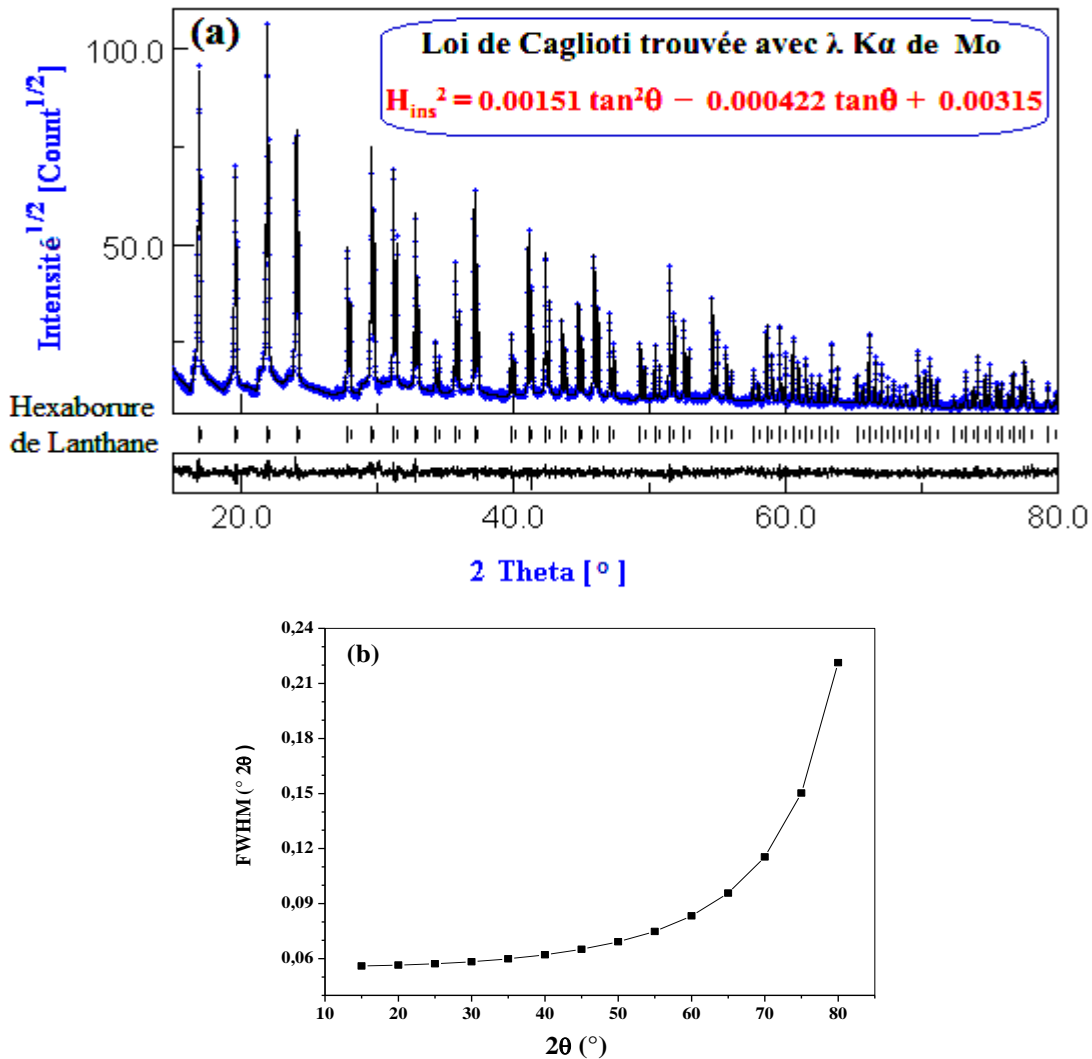 (a)
Loi de Caglioti trouvée avec λ Kα de Mo
H_ins² = 0.00151 tan²θ − 0.000422 tanθ + 0.00315
100.0
50.0
Intensité^1/2 [Count^1/2]
Hexaborure
de Lanthane
20.0 40.0 60.0 80.0
2 Theta [ ° ]
(b)
0,24
0,21
0,18
0,15
0,12
0,09
0,06
FWHM (° 2θ )
10 20 30 40 50 60 70 80
2θ (°)